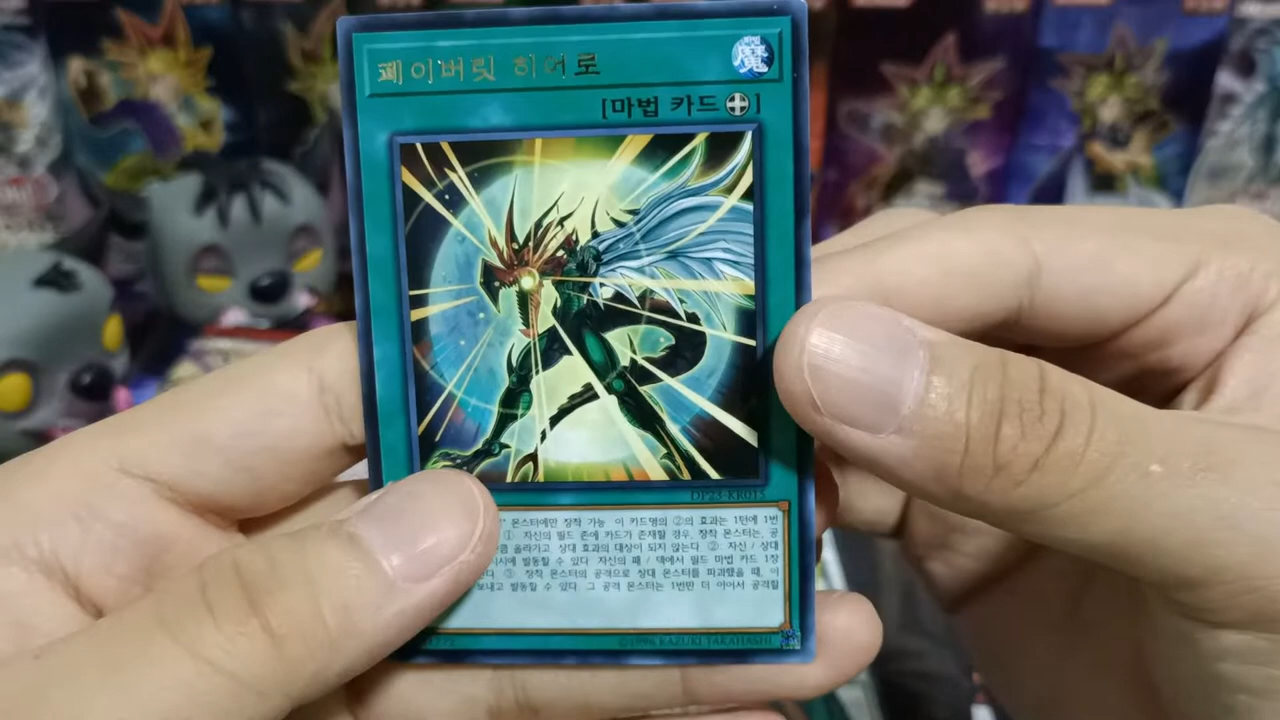 페이버릿 히어로
마법
魔
[마법 카드]
DP23-KR015
몬스터에만 장착 가능 이 카드명의 ②의 효과는 1턴에 1번
①: 자신의 필드 존에 카드가 존재할 경우, 장착 몬스터는, 공
올라가고, 상대 효과의 대상이 되지 않는다. ②: 자신 / 상대
발동할 수 있다. 자신의 패 / 덱에서 필드 마법 카드 1장
③: 장착 몬스터의 공격으로 상대 몬스터를 파괴했을 때, 이
보내고 발동할 수 있다. 그 공격 몬스터는 1번만 더 이어서 공격할
©1996 KAZUKI TAKAHASHI